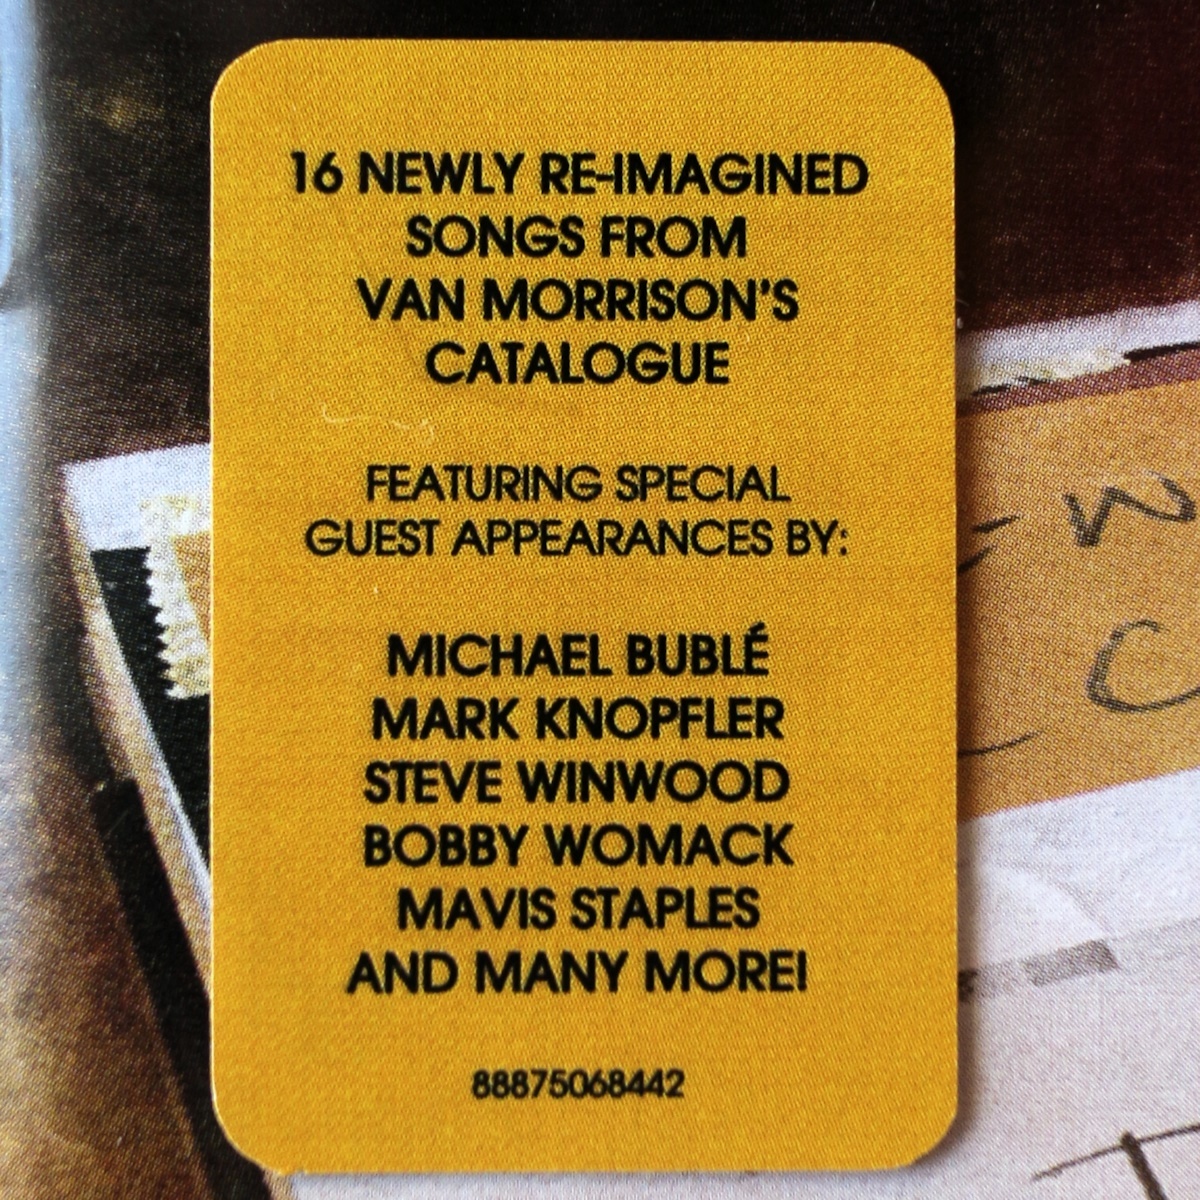 16 NEWLY RE-IMAGINED
SONGS FROM
VAN MORRISON'S
CATALOGUE
FEATURING SPECIAL
GUEST APPEARANCES BY:
MICHAEL BUBLÉ
MARK KNOPFLER
STEVE WINWOOD
BOBBY WOMACK
MAVIS STAPLES
AND MANY MORE!
88875068442